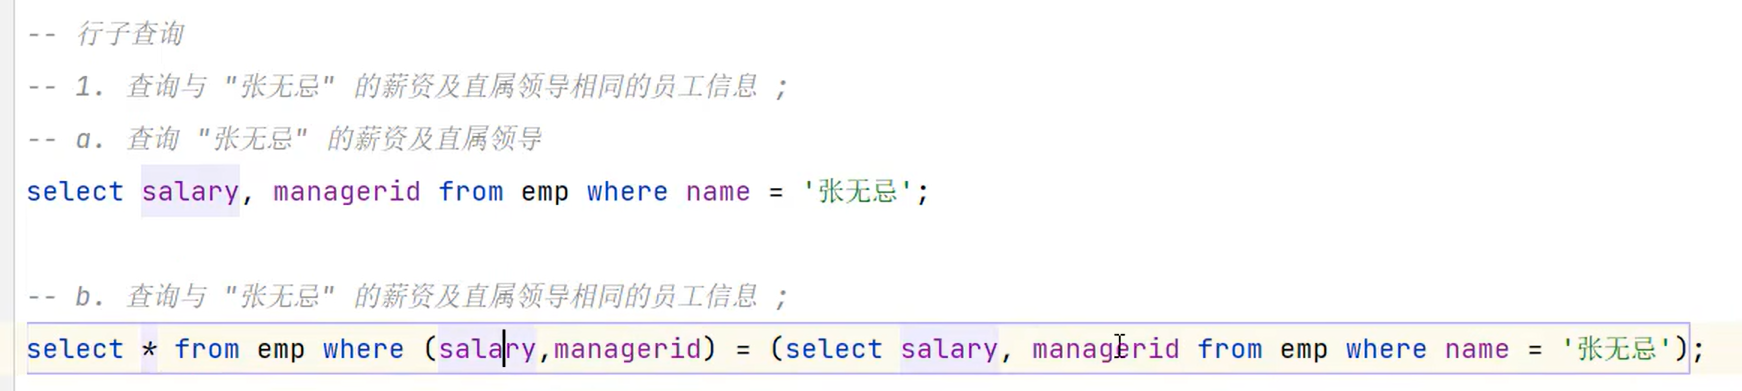 -- 行子查询
-- 1. 查询与 "张无忌" 的薪资及直属领导相同的员工信息 ;
-- a. 查询 "张无忌" 的薪资及直属领导
select salary, managerid from emp where name = '张无忌';
-- b. 查询与 "张无忌" 的薪资及直属领导相同的员工信息 ;
select * from emp where (salary,managerid) = (select salary, managerid from emp where name = '张无忌');